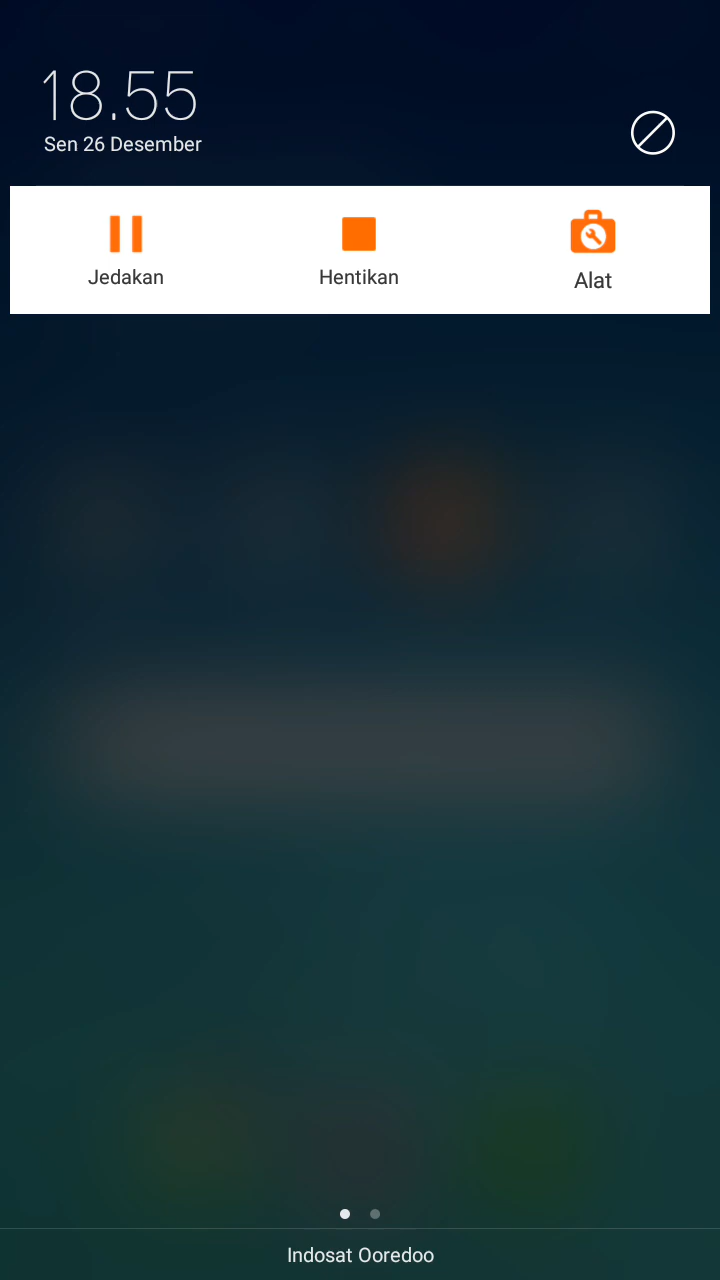 18.55
Sen 26 Desember
Jedakan
Hentikan
Alat
Indosat Ooredoo